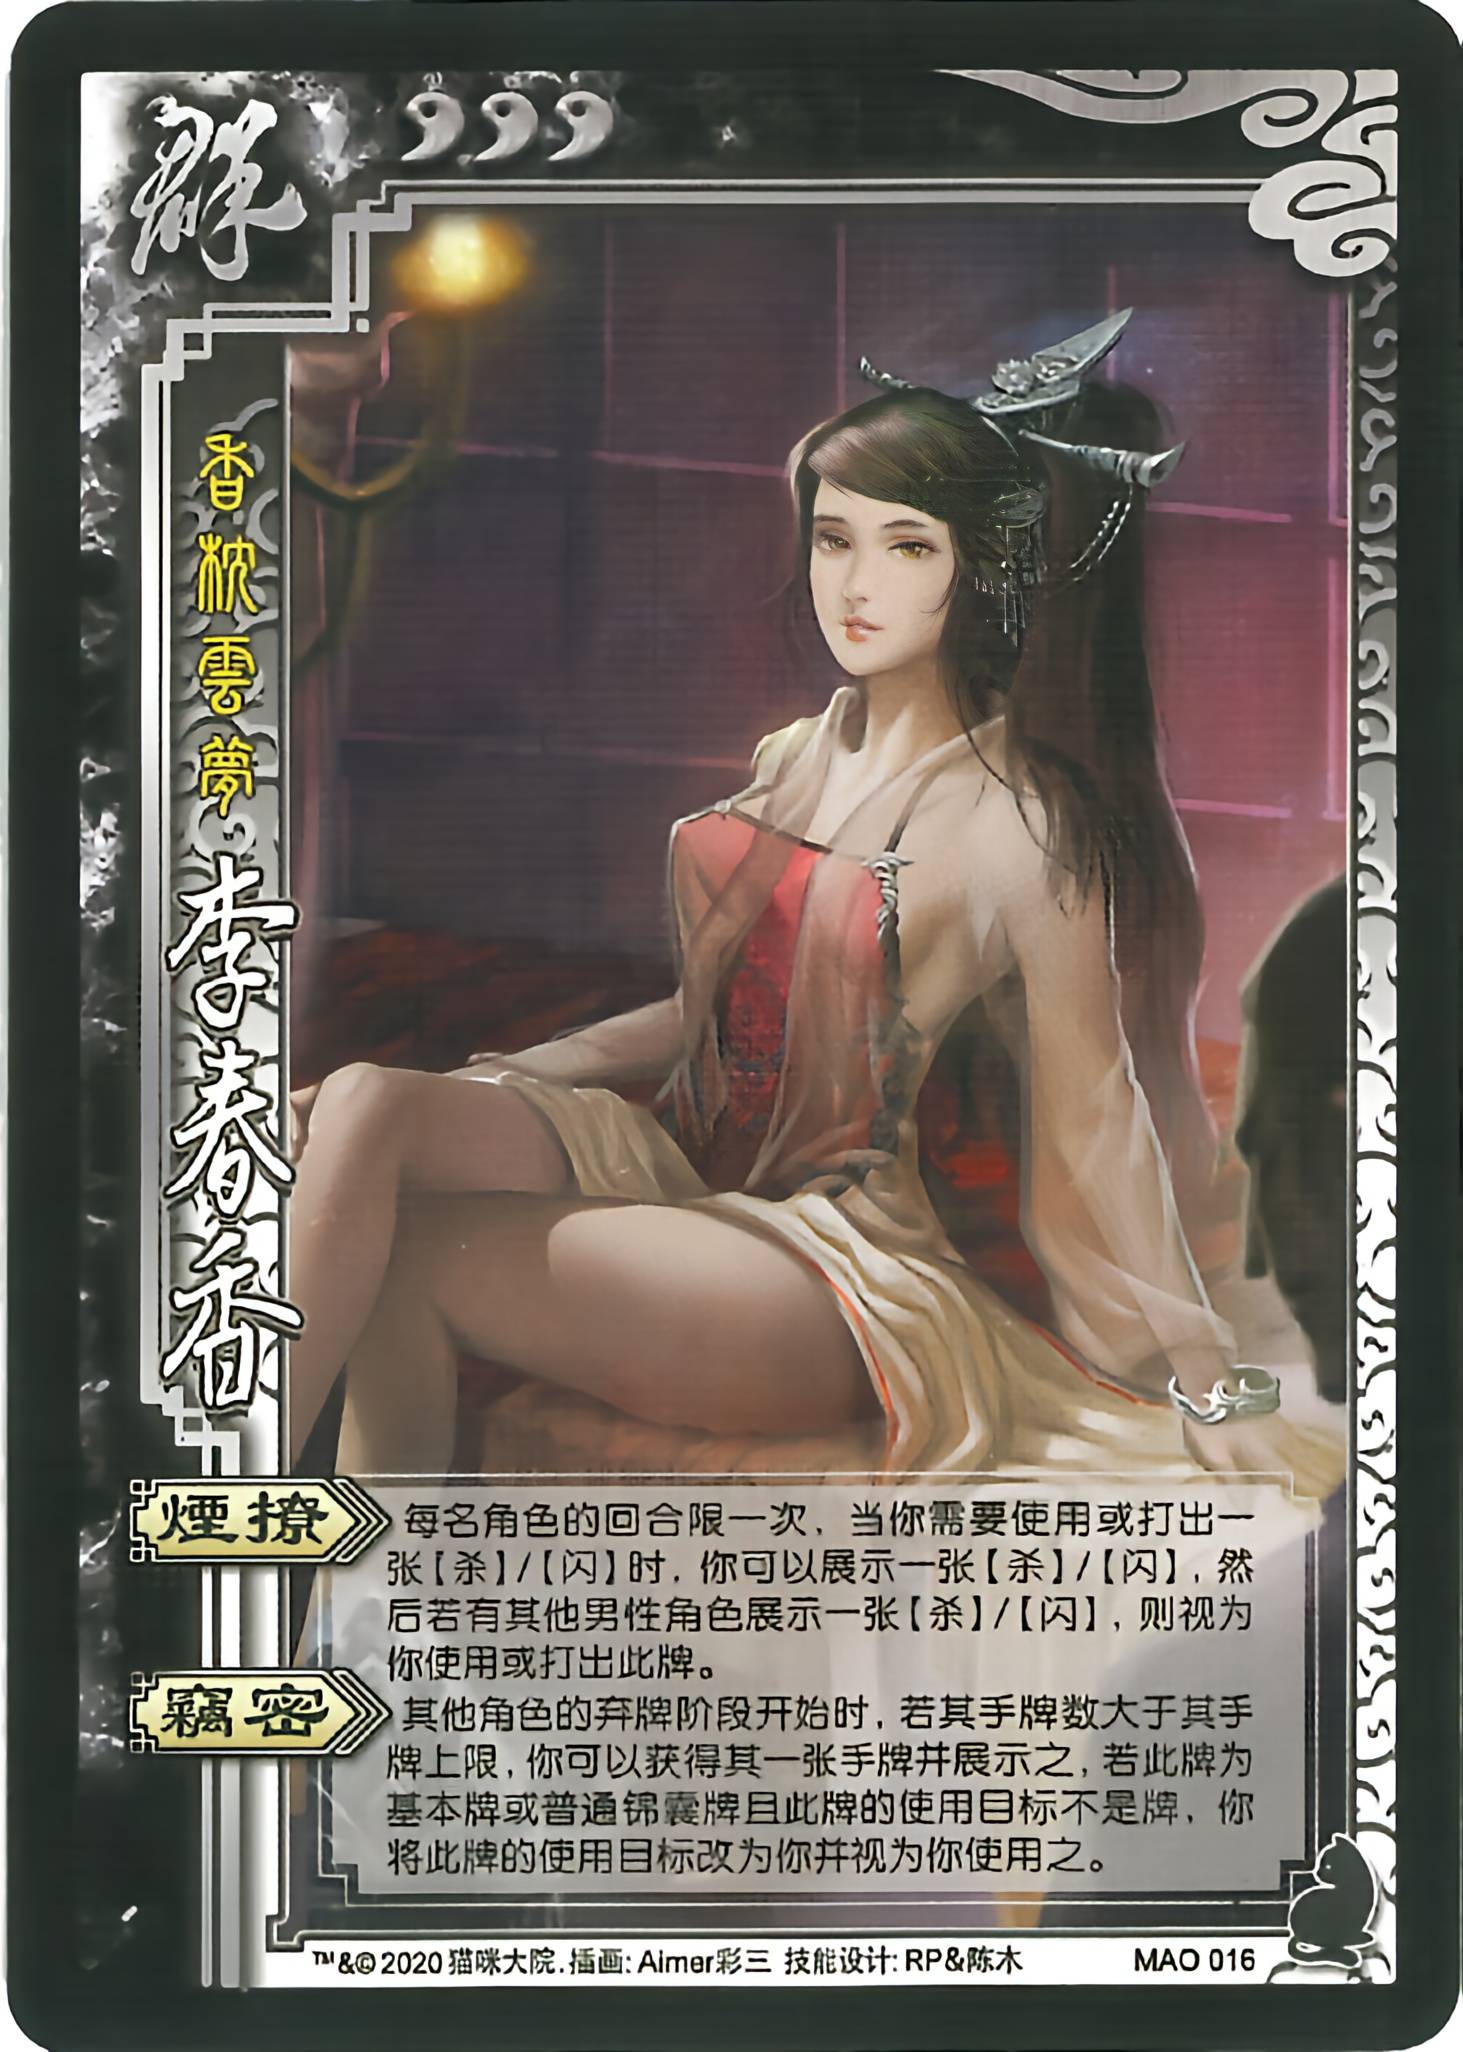 群
香枕雲夢
李春香
煙撩
每名角色的回合限一次，当你需要使用或打出一
张【杀】/【闪】时，你可以展示一张【杀】/【闪】，然
后若有其他男性角色展示一张【杀】/【闪】，则视为
你使用或打出此牌。
竊密
其他角色的弃牌阶段开始时，若其手牌数大于其手
牌上限，你可以获得其一张手牌并展示之，若此牌为
基本牌或普通锦囊牌且此牌的使用目标不是牌，你
将此牌的使用目标改为你并视为你使用之。
™&© 2020 猫咪大院. 插画: Aimer彩三 技能设计: RP&陈木
MAO 016